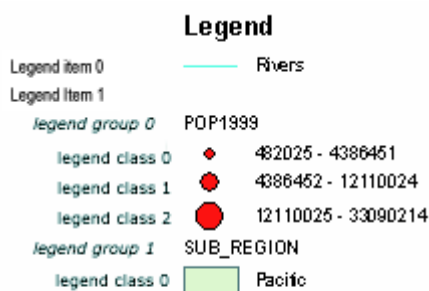 Legend
Legend item 0 Rivers
Legend Item 1
legend group 0 POP1999
legend class 0 482025 - 4386451
legend class 1 4386452 - 12110024
legend class 2 12110025 - 33090214
legend group 1 SUB_REGION
legend class 0 Pacific